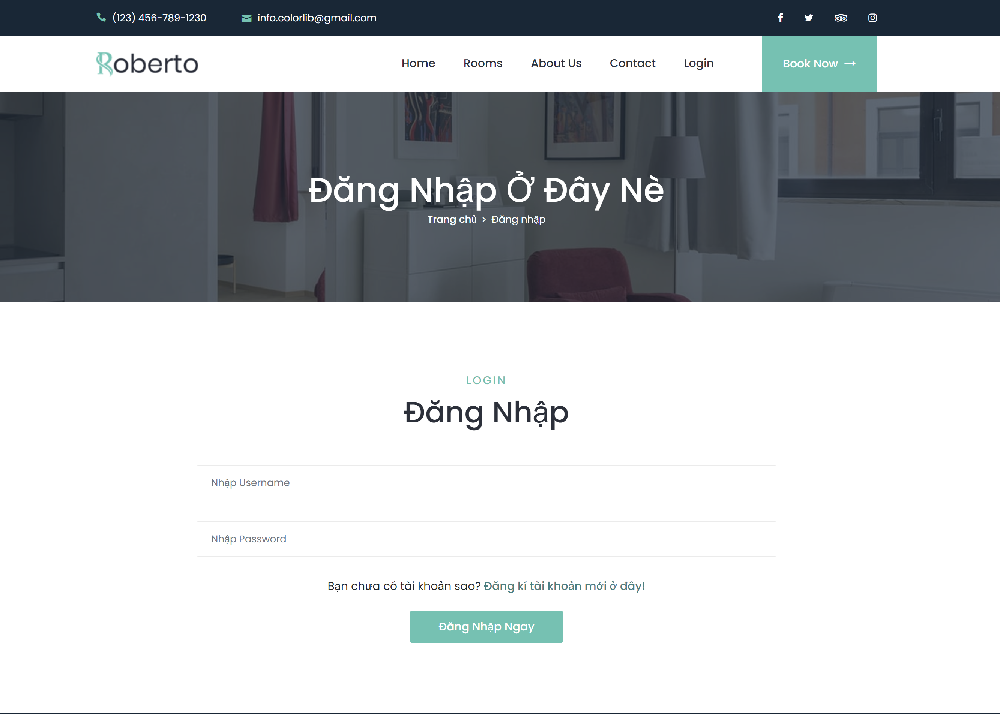 (123) 456-789-1230 info.colorlib@gmail.com
Roberto Home Rooms About Us Contact Login Book Now
Đăng Nhập Ở Đây Nè
Trang chủ > Đăng nhập
LOGIN
Đăng Nhập
Nhập Username
Nhập Password
Bạn chưa có tài khoản sao? Đăng kí tài khoản mới ở đây!
Đăng Nhập Ngay